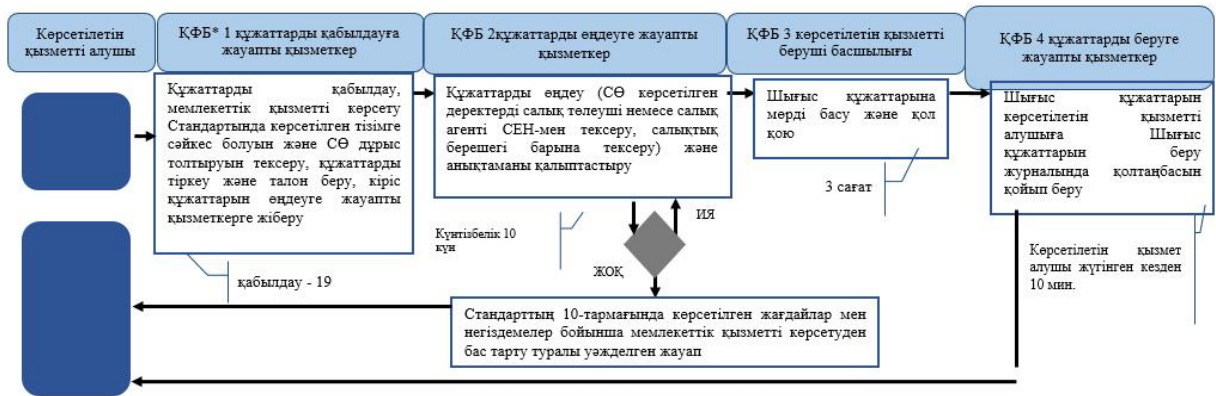 Көрсетілетін
қызметті алушы
ҚФБ* 1 құжаттарды қабылдауға
жауапты қызметкер
ҚФБ 2құжаттарды өңдеуге жауапты
қызметкер
ҚФБ 3 көрсетілетін қызметті
беруші басшылығы
ҚФБ 4 құжаттарды беруге
жауапты қызметкер
Құжаттарды қабылдау,
мемлекеттік қызметті көрсету
Стандартында көрсетілген тізімге
сәйкес болуын және СӨ дұрыс
толтыруын тексеру, құжаттарды
тіркеу және талон беру, кіріс
құжаттарын өңдеуге жауапты
қызметкерге жіберу
Құжаттарды өңдеу (СӨ көрсетілген
деректерді салық төлеуші немесе салық
агенті СЕН-мен тексеру, салықтық
берешегі барына тексеру) және
анықтаманы қалыптастыру
Шығыс құжаттарына
мөрді басу және қол
қою
Шығыс құжаттарын
көрсетілетін қызметті
алушыға Шығыс
құжаттарын беру
журналында қолтаңбасын
қойып беру
қабылдау - 19
Күнтізбелік 10
күн
ИЯ
ЖОҚ
3 сағат
Көрсетілетін қызмет
алушы жүгінген кезден
10 мин.
Стандарттың 10-тармағында көрсетілген жағдайлар мен
негіздемелер бойынша мемлекеттік қызметті көрсетуден
бас тарту туралы уәжделген жауап